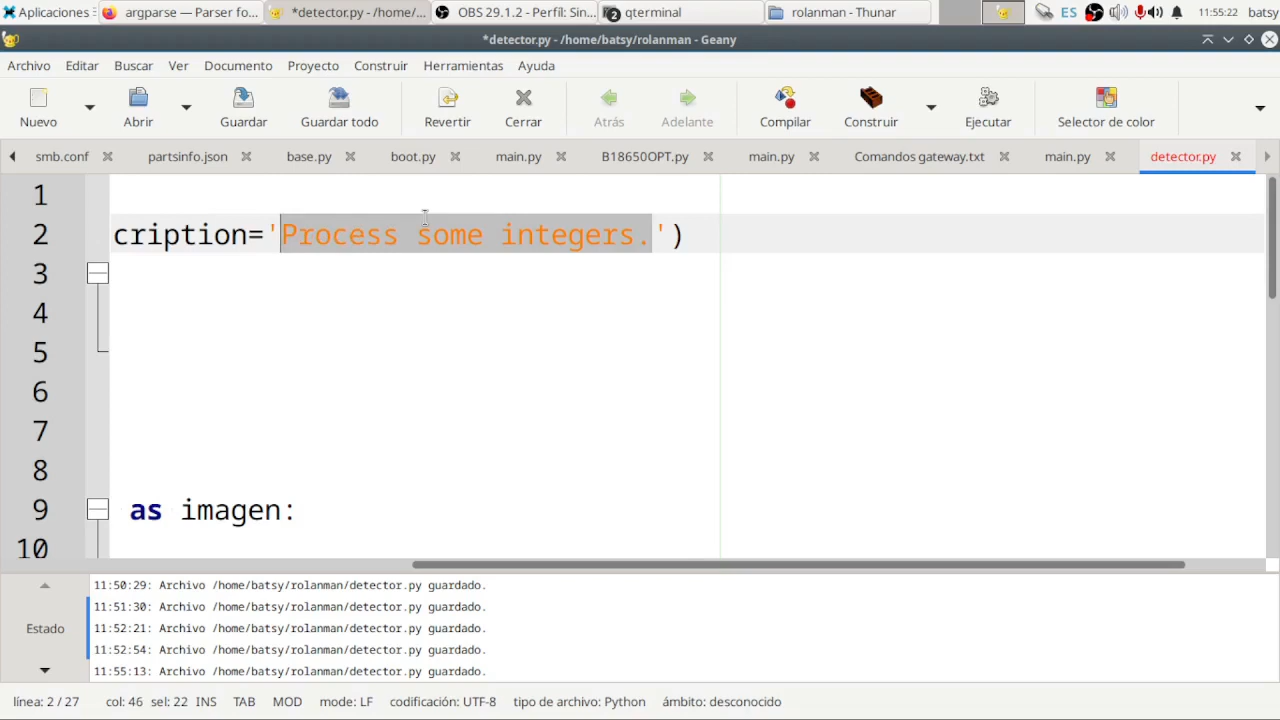 Aplicaciones
argparse — Parser fo...
*detector.py - /home/...
OBS 29.1.2 - Perfil: Sin...
2 qterminal
rolanman - Thunar
ES
11:55:22
batsy
*detector.py - /home/batsy/rolanman - Geany
Archivo Editar Buscar Ver Documento Proyecto Construir Herramientas Ayuda
Nuevo Abrir Guardar Guardar todo Revertir Cerrar Atrás Adelante Compilar Construir Ejecutar Selector de color
smb.conf partsinfo.json base.py boot.py main.py B18650OPT.py main.py Comandos gateway.txt main.py detector.py
1
2 cription='Process some integers.')
3
4
5
6
7
8
9 as imagen:
10
Estado
11:50:29: Archivo /home/batsy/rolanman/detector.py guardado.
11:51:30: Archivo /home/batsy/rolanman/detector.py guardado.
11:52:21: Archivo /home/batsy/rolanman/detector.py guardado.
11:52:54: Archivo /home/batsy/rolanman/detector.py guardado.
11:55:13: Archivo /home/batsy/rolanman/detector.py guardado.
línea: 2 / 27 col: 46 sel: 22 INS TAB MOD mode: LF codificación: UTF-8 tipo de archivo: Python ámbito: desconocido